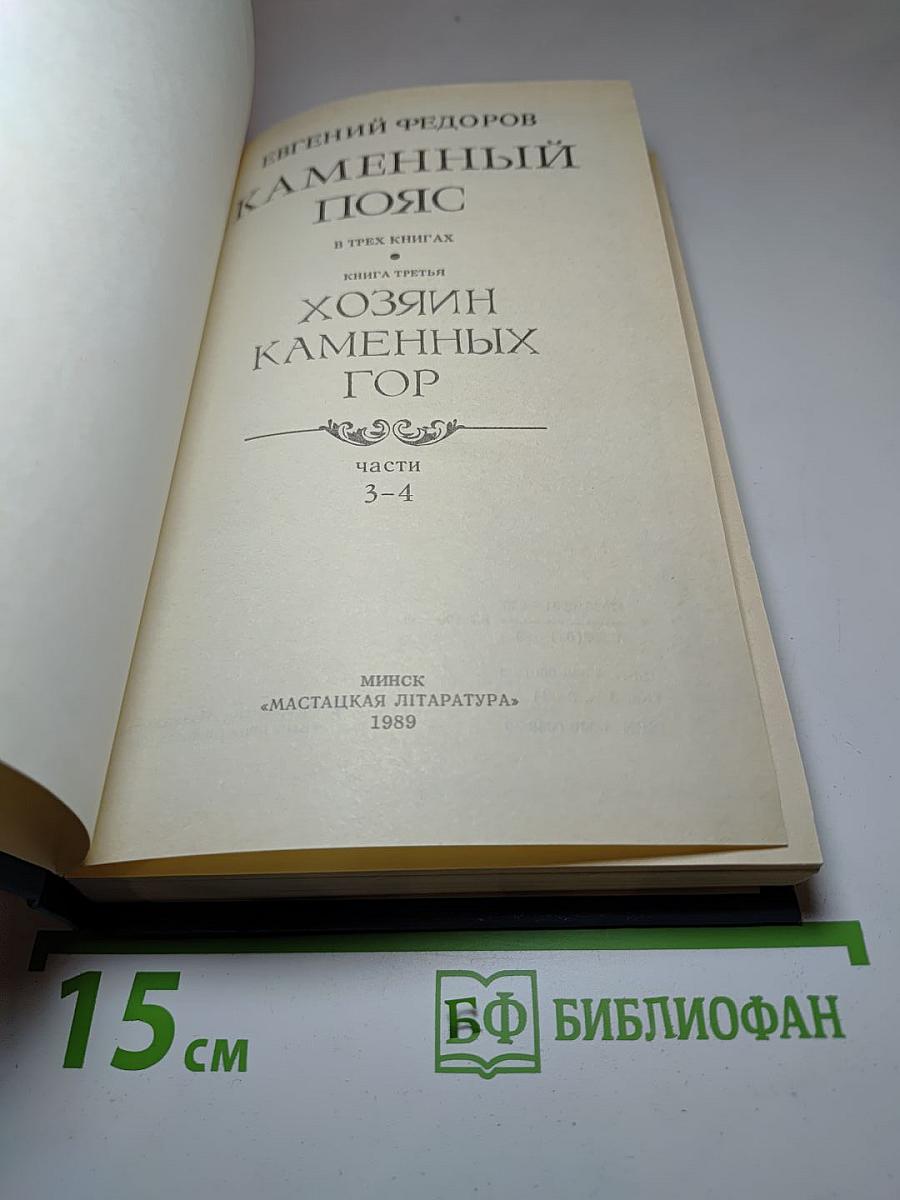 ЕВГЕНИЙ ФЕДОРОВ
КАМЕННЫЙ
ПОЯС
В ТРЕХ КНИГАХ
•
КНИГА ТРЕТЬЯ
ХОЗЯИН
КАМЕННЫХ
ГОР
части
3–4
МИНСК
«МАСТАЦКАЯ ЛІТАРАТУРА»
1989
15 см
БФ БИБЛИОФАН